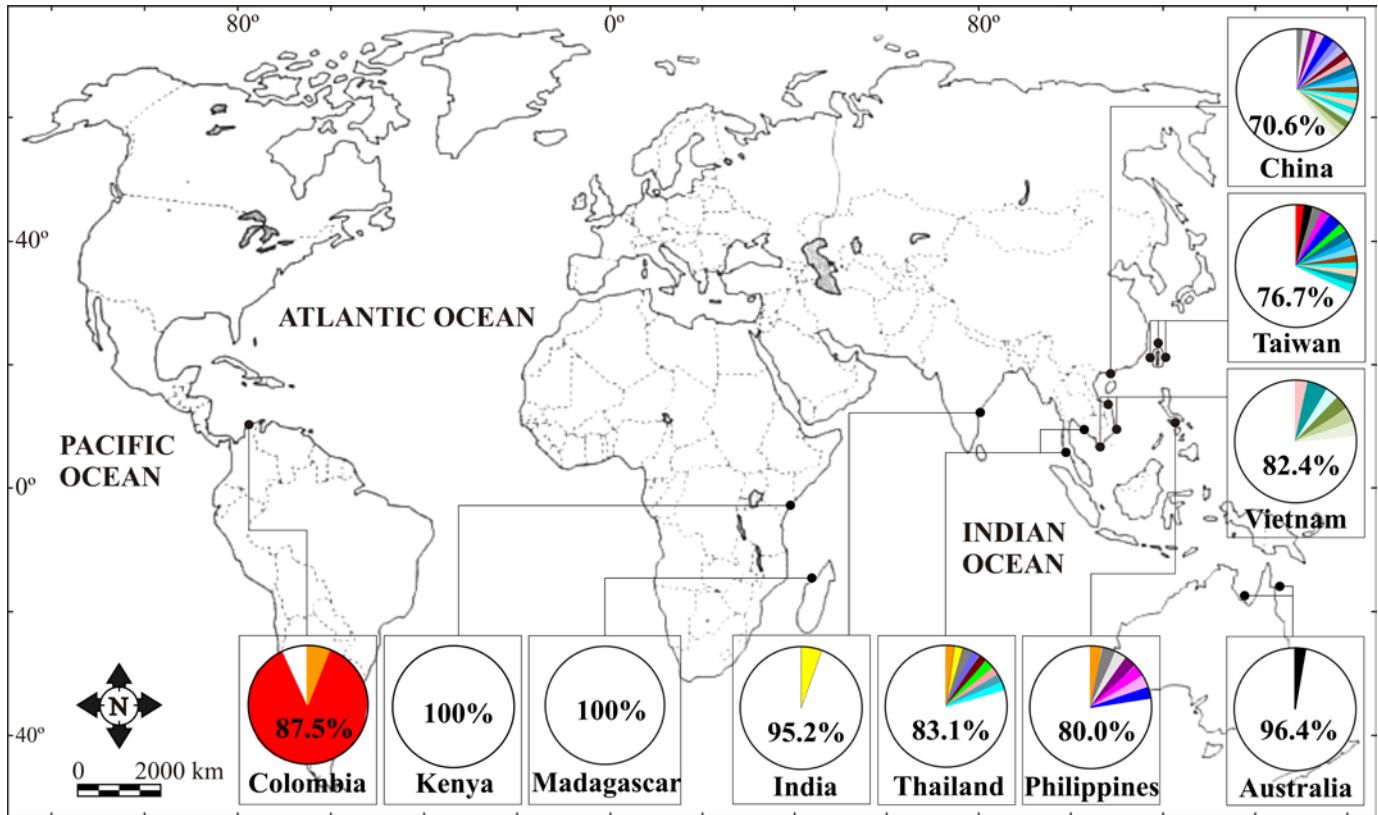 80º 0º 80º
70.6%
China
40º
76.7%
Taiwan
ATLANTIC OCEAN
PACIFIC
OCEAN
82.4%
Vietnam
0º
INDIAN
OCEAN
N
40º
0 2000 km
87.5%
Colombia
100%
Kenya
100%
Madagascar
95.2%
India
83.1%
Thailand
80.0%
Philippines
96.4%
Australia